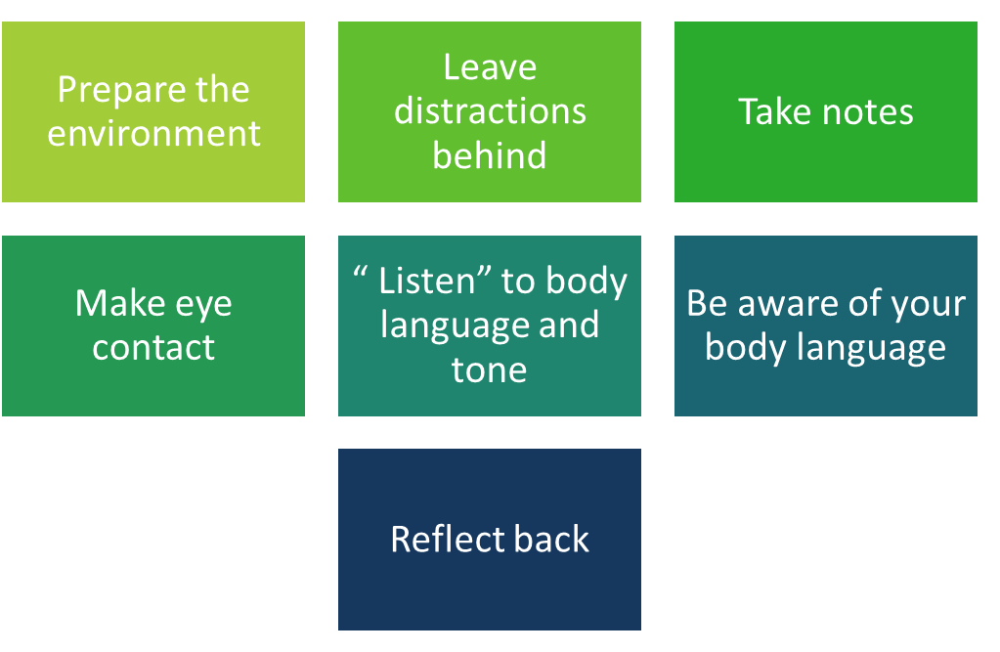 Prepare the
environment
Leave
distractions
behind
Take notes
Make eye
contact
“ Listen” to body
language and
tone
Be aware of your
body language
Reflect back